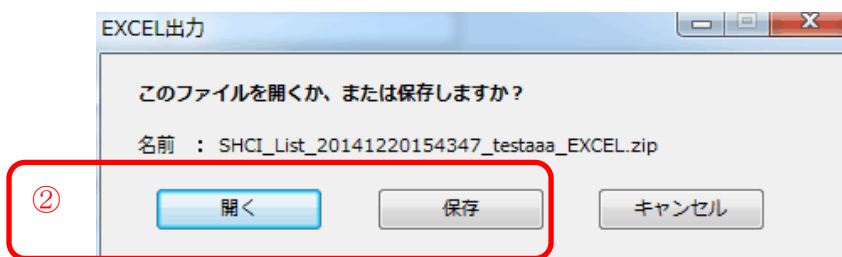 EXCEL出力
このファイルを開くか、または保存しますか？
名前 ： SHCI_List_20141220154347_testaaa_EXCEL.zip
② 開く 保存 キャンセル